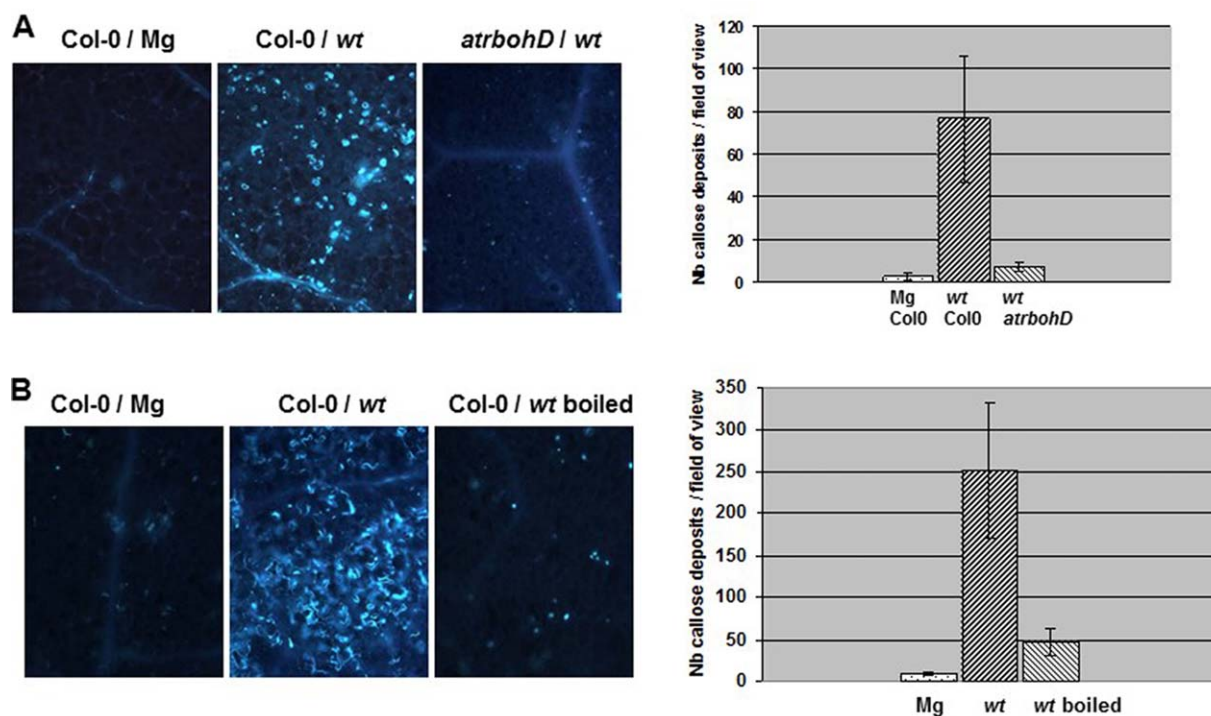 A
Col-0 / Mg
Col-0 / wt
atrbohD / wt
Nb callose deposits / field of view
120
100
80
60
40
20
0
Mg
Col0
wt
Col0
wt
atrbohD
B
Col-0 / Mg
Col-0 / wt
Col-0 / wt boiled
Nb callose deposits / field of view
350
300
250
200
150
100
50
0
Mg
wt
wt boiled